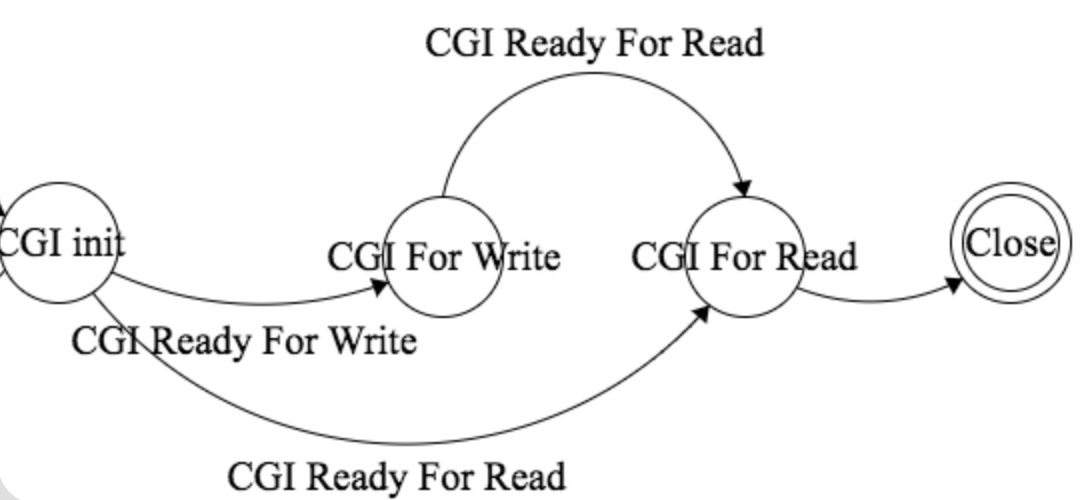 CGI Ready For Read
CGI init
CGI For Write
CGI For Read
Close
CGI Ready For Write
CGI Ready For Read